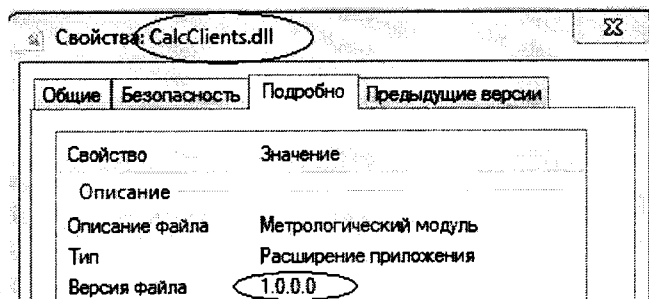 Свойства: CalcClients.dll
Общие Безопасность Подробно Предыдущие версии
Свойство Значение
Описание
Описание файла Метрологический модуль
Тип Расширение приложения
Версия файла 1.0.0.0